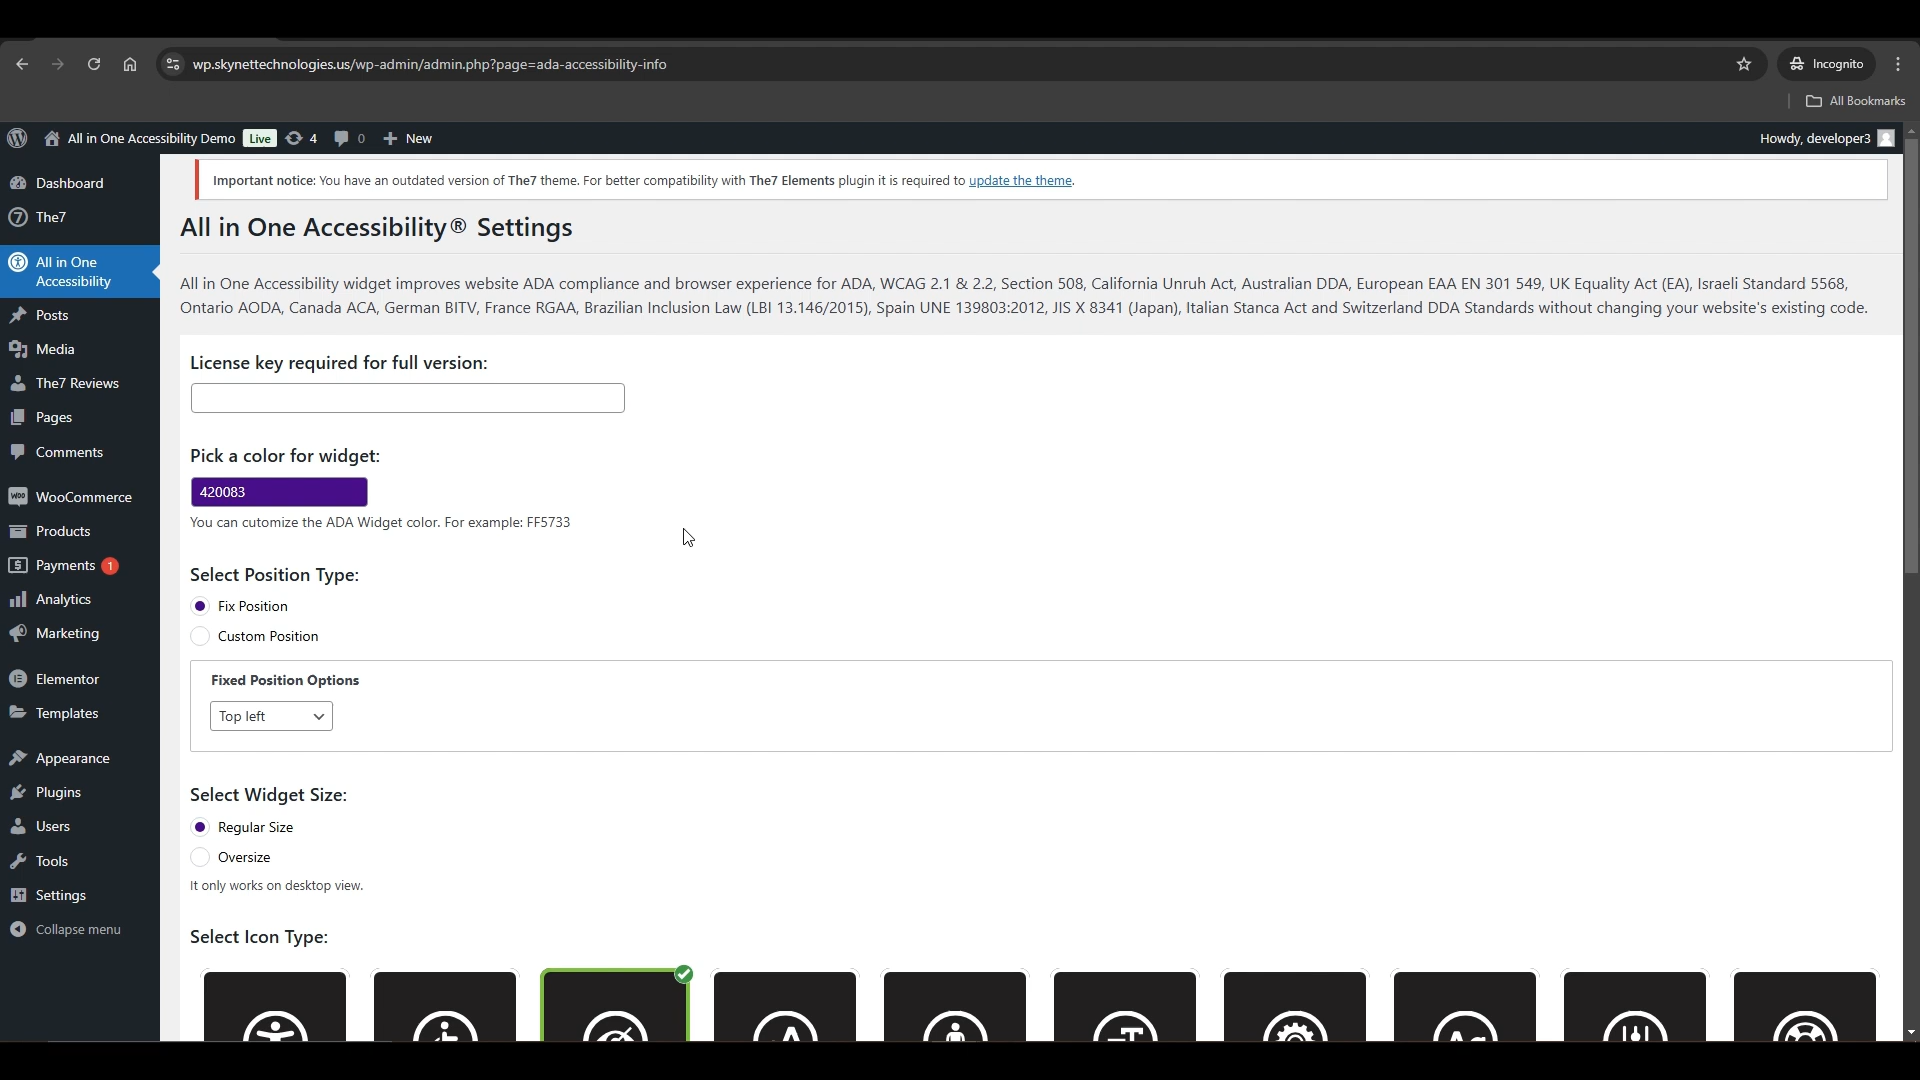 wp.skynettechnologies.us/wp-admin/admin.php?page=ada-accessibility-info
Incognito
All Bookmarks
All in One Accessibility Demo Live 4 0 New
Howdy, developer3
Dashboard
The7
All in One
Accessibility
Posts
Media
The7 Reviews
Pages
Comments
WooCommerce
Products
Payments 1
Analytics
Marketing
Elementor
Templates
Appearance
Plugins
Users
Tools
Settings
Collapse menu
Important notice: You have an outdated version of The7 theme. For better compatibility with The7 Elements plugin it is required to update the theme.
All in One Accessibility® Settings
All in One Accessibility widget improves website ADA compliance and browser experience for ADA, WCAG 2.1 & 2.2, Section 508, California Unruh Act, Australian DDA, European EAA EN 301 549, UK Equality Act (EA), Israeli Standard 5568,
Ontario AODA, Canada ACA, German BITV, France RGAA, Brazilian Inclusion Law (LBI 13.146/2015), Spain UNE 139803:2012, JIS X 8341 (Japan), Italian Stanca Act and Switzerland DDA Standards without changing your website's existing code.
License key required for full version:
Pick a color for widget:
420083
You can cutomize the ADA Widget color. For example: FF5733
Select Position Type:
Fix Position
Custom Position
Fixed Position Options
Top left
Select Widget Size:
Regular Size
Oversize
It only works on desktop view.
Select Icon Type: